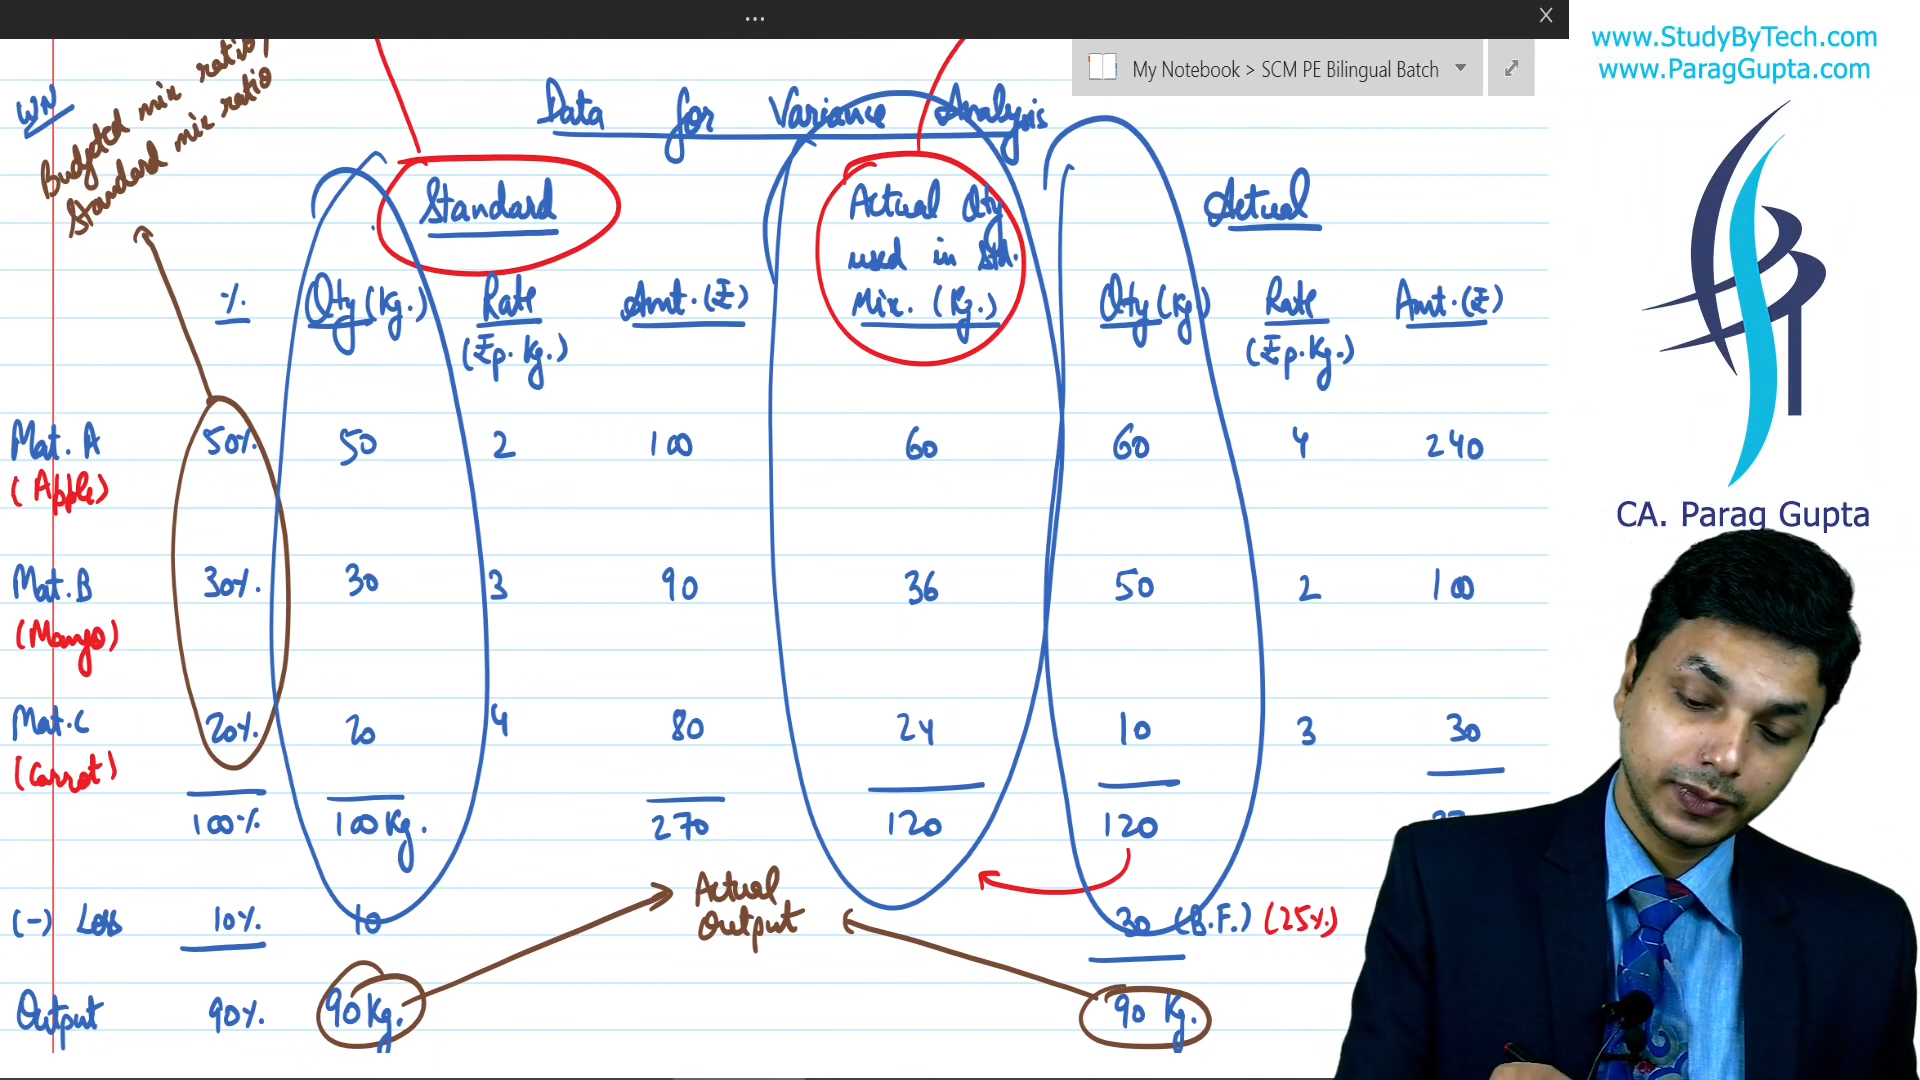 ...
X
My Notebook > SCM PE Bilingual Batch
www.StudyByTech.com
www.ParagGupta.com
CA. Parag Gupta
WN
Budgeted mix ratio/
Standard mix ratio
Data for Variance Analysis
Standard
Actual Qty
used in Std.
Mix. (Kg.)
Actual
% Qty (Kg.) Rate Amt. (₹) Qty (Kg) Rate Amt. (₹)
(₹ p. Kg.) (₹ p. Kg.)
Mat. A 50% 50 2 100 60 60 4 240
(Apple)
Mat. B 30% 30 3 90 36 50 2 100
(Mango)
Mat. C 20% 20 4 80 24 10 3 30
(Carrot)
100% 100 Kg. 270 120 120
(-) Loss 10% 10 30 (B.F.) (25%)
Actual
Output
Output 90% 90 Kg. 90 Kg.